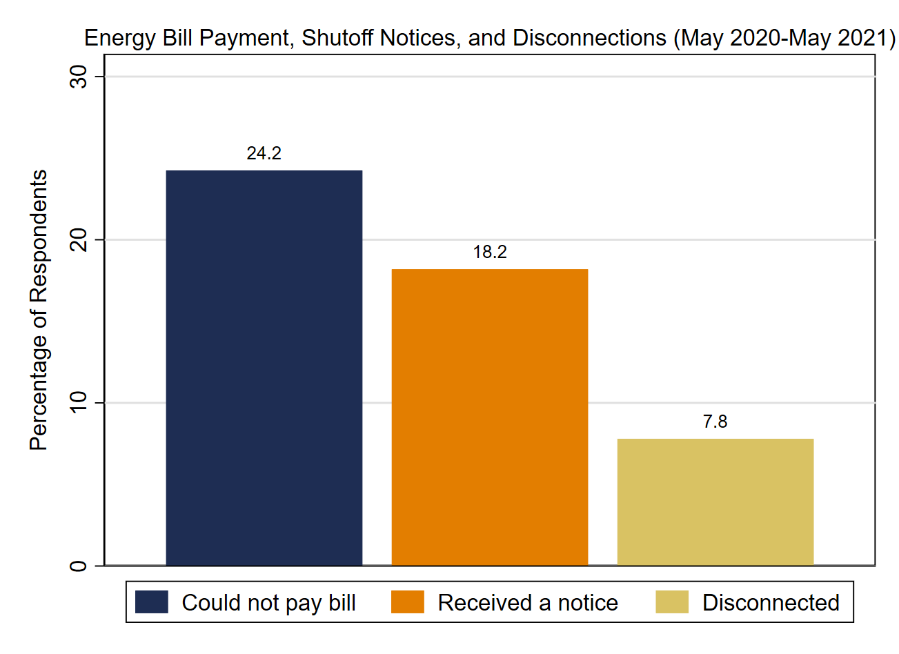 Energy Bill Payment, Shutoff Notices, and Disconnections (May 2020-May 2021)
Percentage of Respondents
30
20
10
0
24.2
18.2
7.8
Could not pay bill
Received a notice
Disconnected